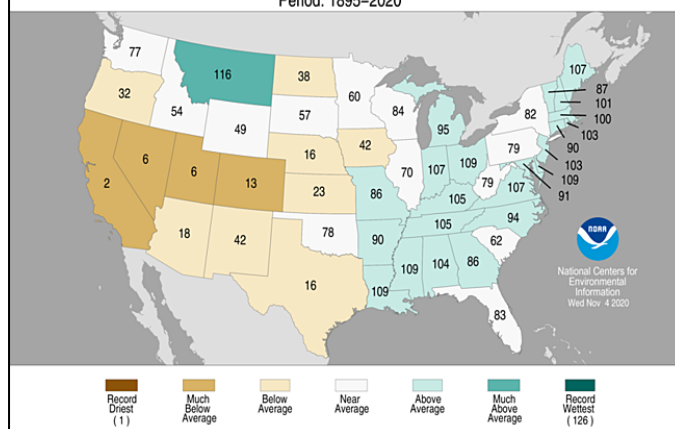 Period: 1895–2020
77
116
38
107
32
54
60
84
87
57
101
49
95
82
100
103
2
6
6
13
16
42
79
90
23
86
70
107
109
103
79
107
109
91
18
42
78
90
105
105
94
62
16
109
109
104
86
83
NOAA
National Centers for
Environmental
Information
Wed Nov 4 2020
Record
Driest
(1)
Much
Below
Average
Below
Average
Near
Average
Above
Average
Much
Above
Average
Record
Wettest
(126)